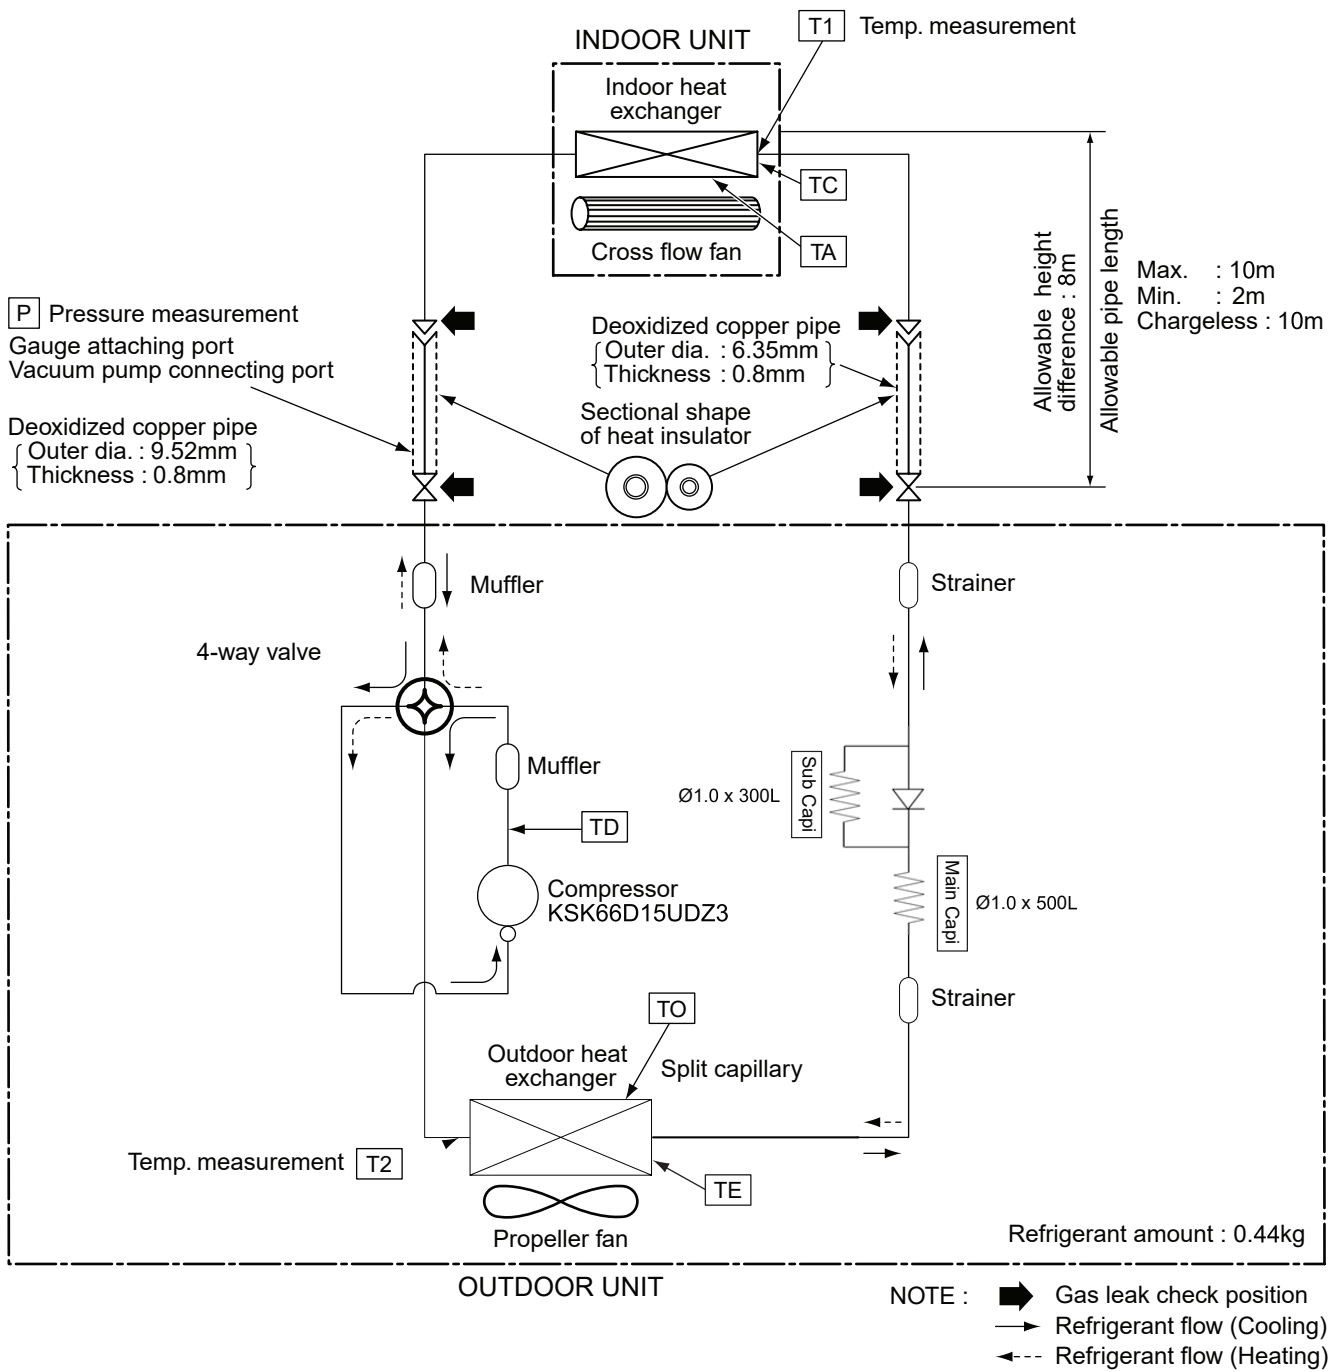 T1 Temp. measurement
INDOOR UNIT
Indoor heat
exchanger
TC
Cross flow fan
TA
Allowable height
difference : 8m
Allowable pipe length
Max. : 10m
Min. : 2m
Chargeless : 10m
P Pressure measurement
Gauge attaching port
Vacuum pump connecting port
Deoxidized copper pipe
Outer dia. : 9.52mm
Thickness : 0.8mm
Deoxidized copper pipe
Outer dia. : 6.35mm
Thickness : 0.8mm
Sectional shape
of heat insulator
Muffler
Strainer
4-way valve
Muffler
Ø1.0 x 300L
Sub Capi
TD
Compressor
KSK66D15UDZ3
Main Capi
Ø1.0 x 500L
Strainer
TO
Outdoor heat
exchanger
Split capillary
Temp. measurement T2
TE
Propeller fan
Refrigerant amount : 0.44kg
OUTDOOR UNIT
NOTE :
Gas leak check position
Refrigerant flow (Cooling)
Refrigerant flow (Heating)